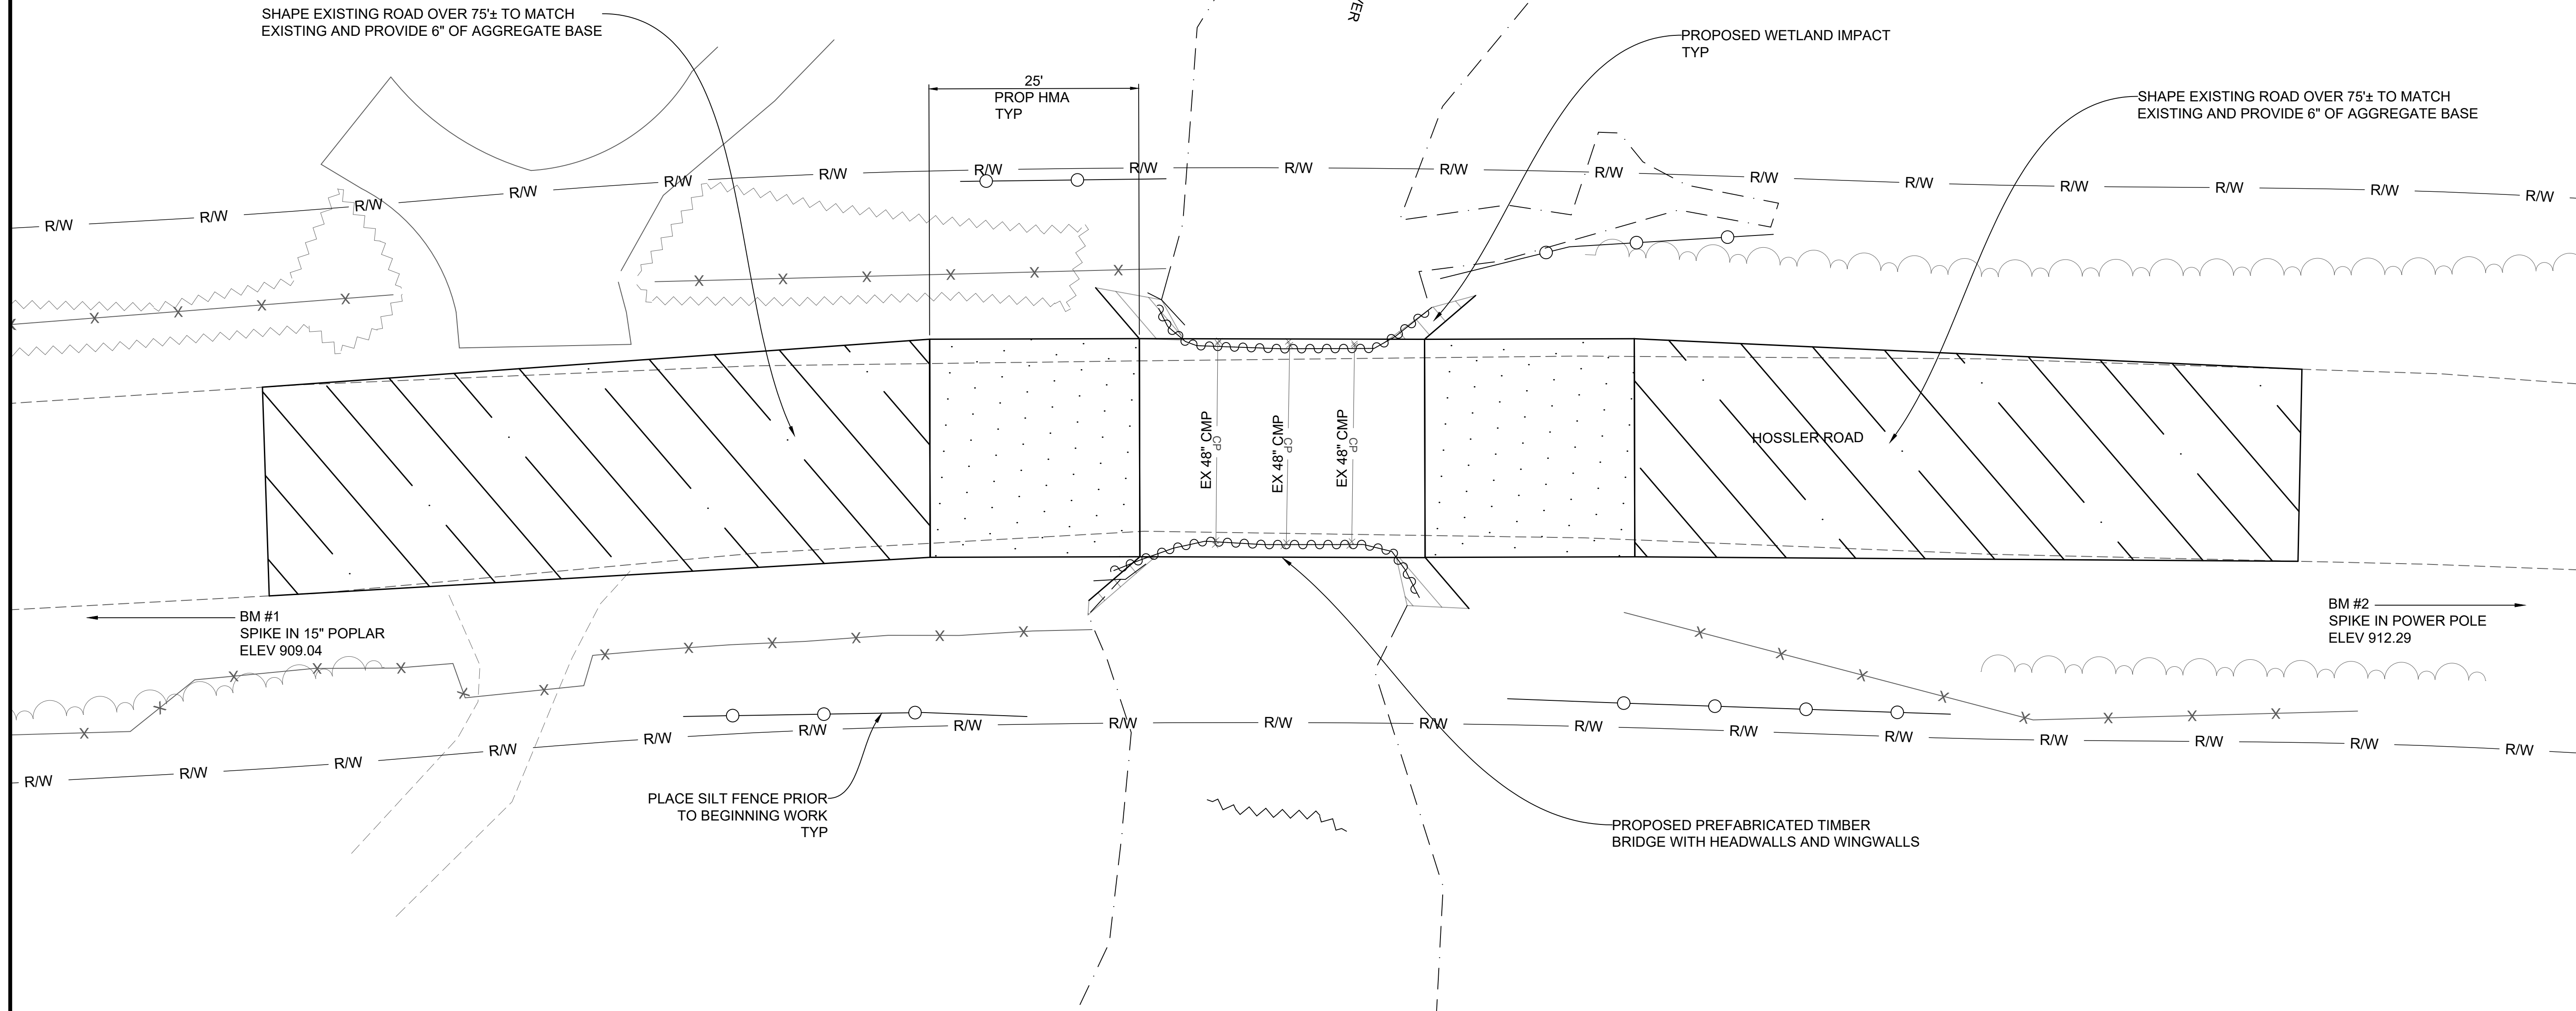 SHAPE EXISTING ROAD OVER 75'± TO MATCH
EXISTING AND PROVIDE 6" OF AGGREGATE BASE
VER
PROPOSED WETLAND IMPACT
TYP
25'
PROP HMA
TYP
SHAPE EXISTING ROAD OVER 75'± TO MATCH
EXISTING AND PROVIDE 6" OF AGGREGATE BASE
R/W R/W R/W R/W R/W R/W R/W R/W R/W R/W R/W R/W R/W R/W R/W R/W R/W
EX 48" CMP
CP
EX 48" CMP
CP
EX 48" CMP
CP
HOSSLER ROAD
BM #1
SPIKE IN 15" POPLAR
ELEV 909.04
BM #2
SPIKE IN POWER POLE
ELEV 912.29
R/W R/W R/W R/W R/W R/W R/W R/W R/W R/W R/W R/W R/W R/W R/W R/W R/W
PLACE SILT FENCE PRIOR
TO BEGINNING WORK
TYP
PROPOSED PREFABRICATED TIMBER
BRIDGE WITH HEADWALLS AND WINGWALLS